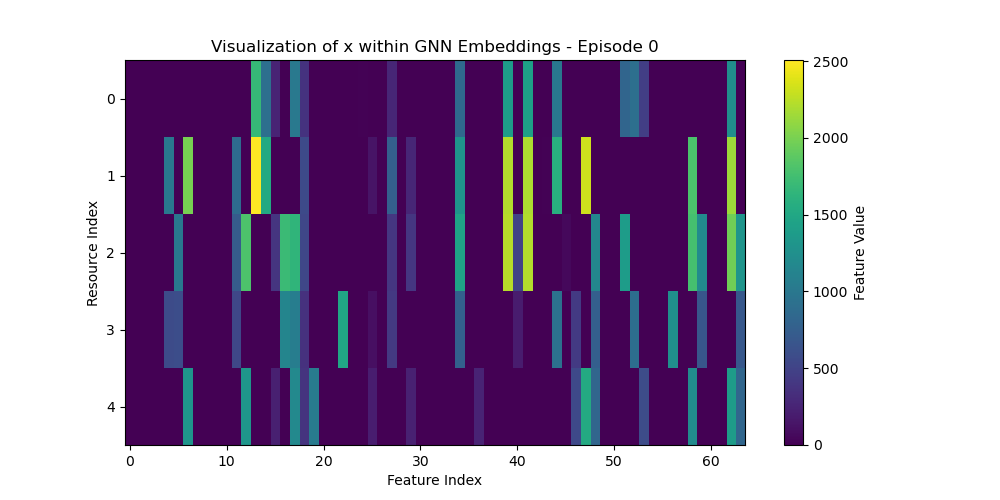 Visualization of x within GNN Embeddings - Episode 0
0
1
2
3
4
Resource Index
0 10 20 30 40 50 60
Feature Index
2500
2000
1500
1000
500
0
Feature Value